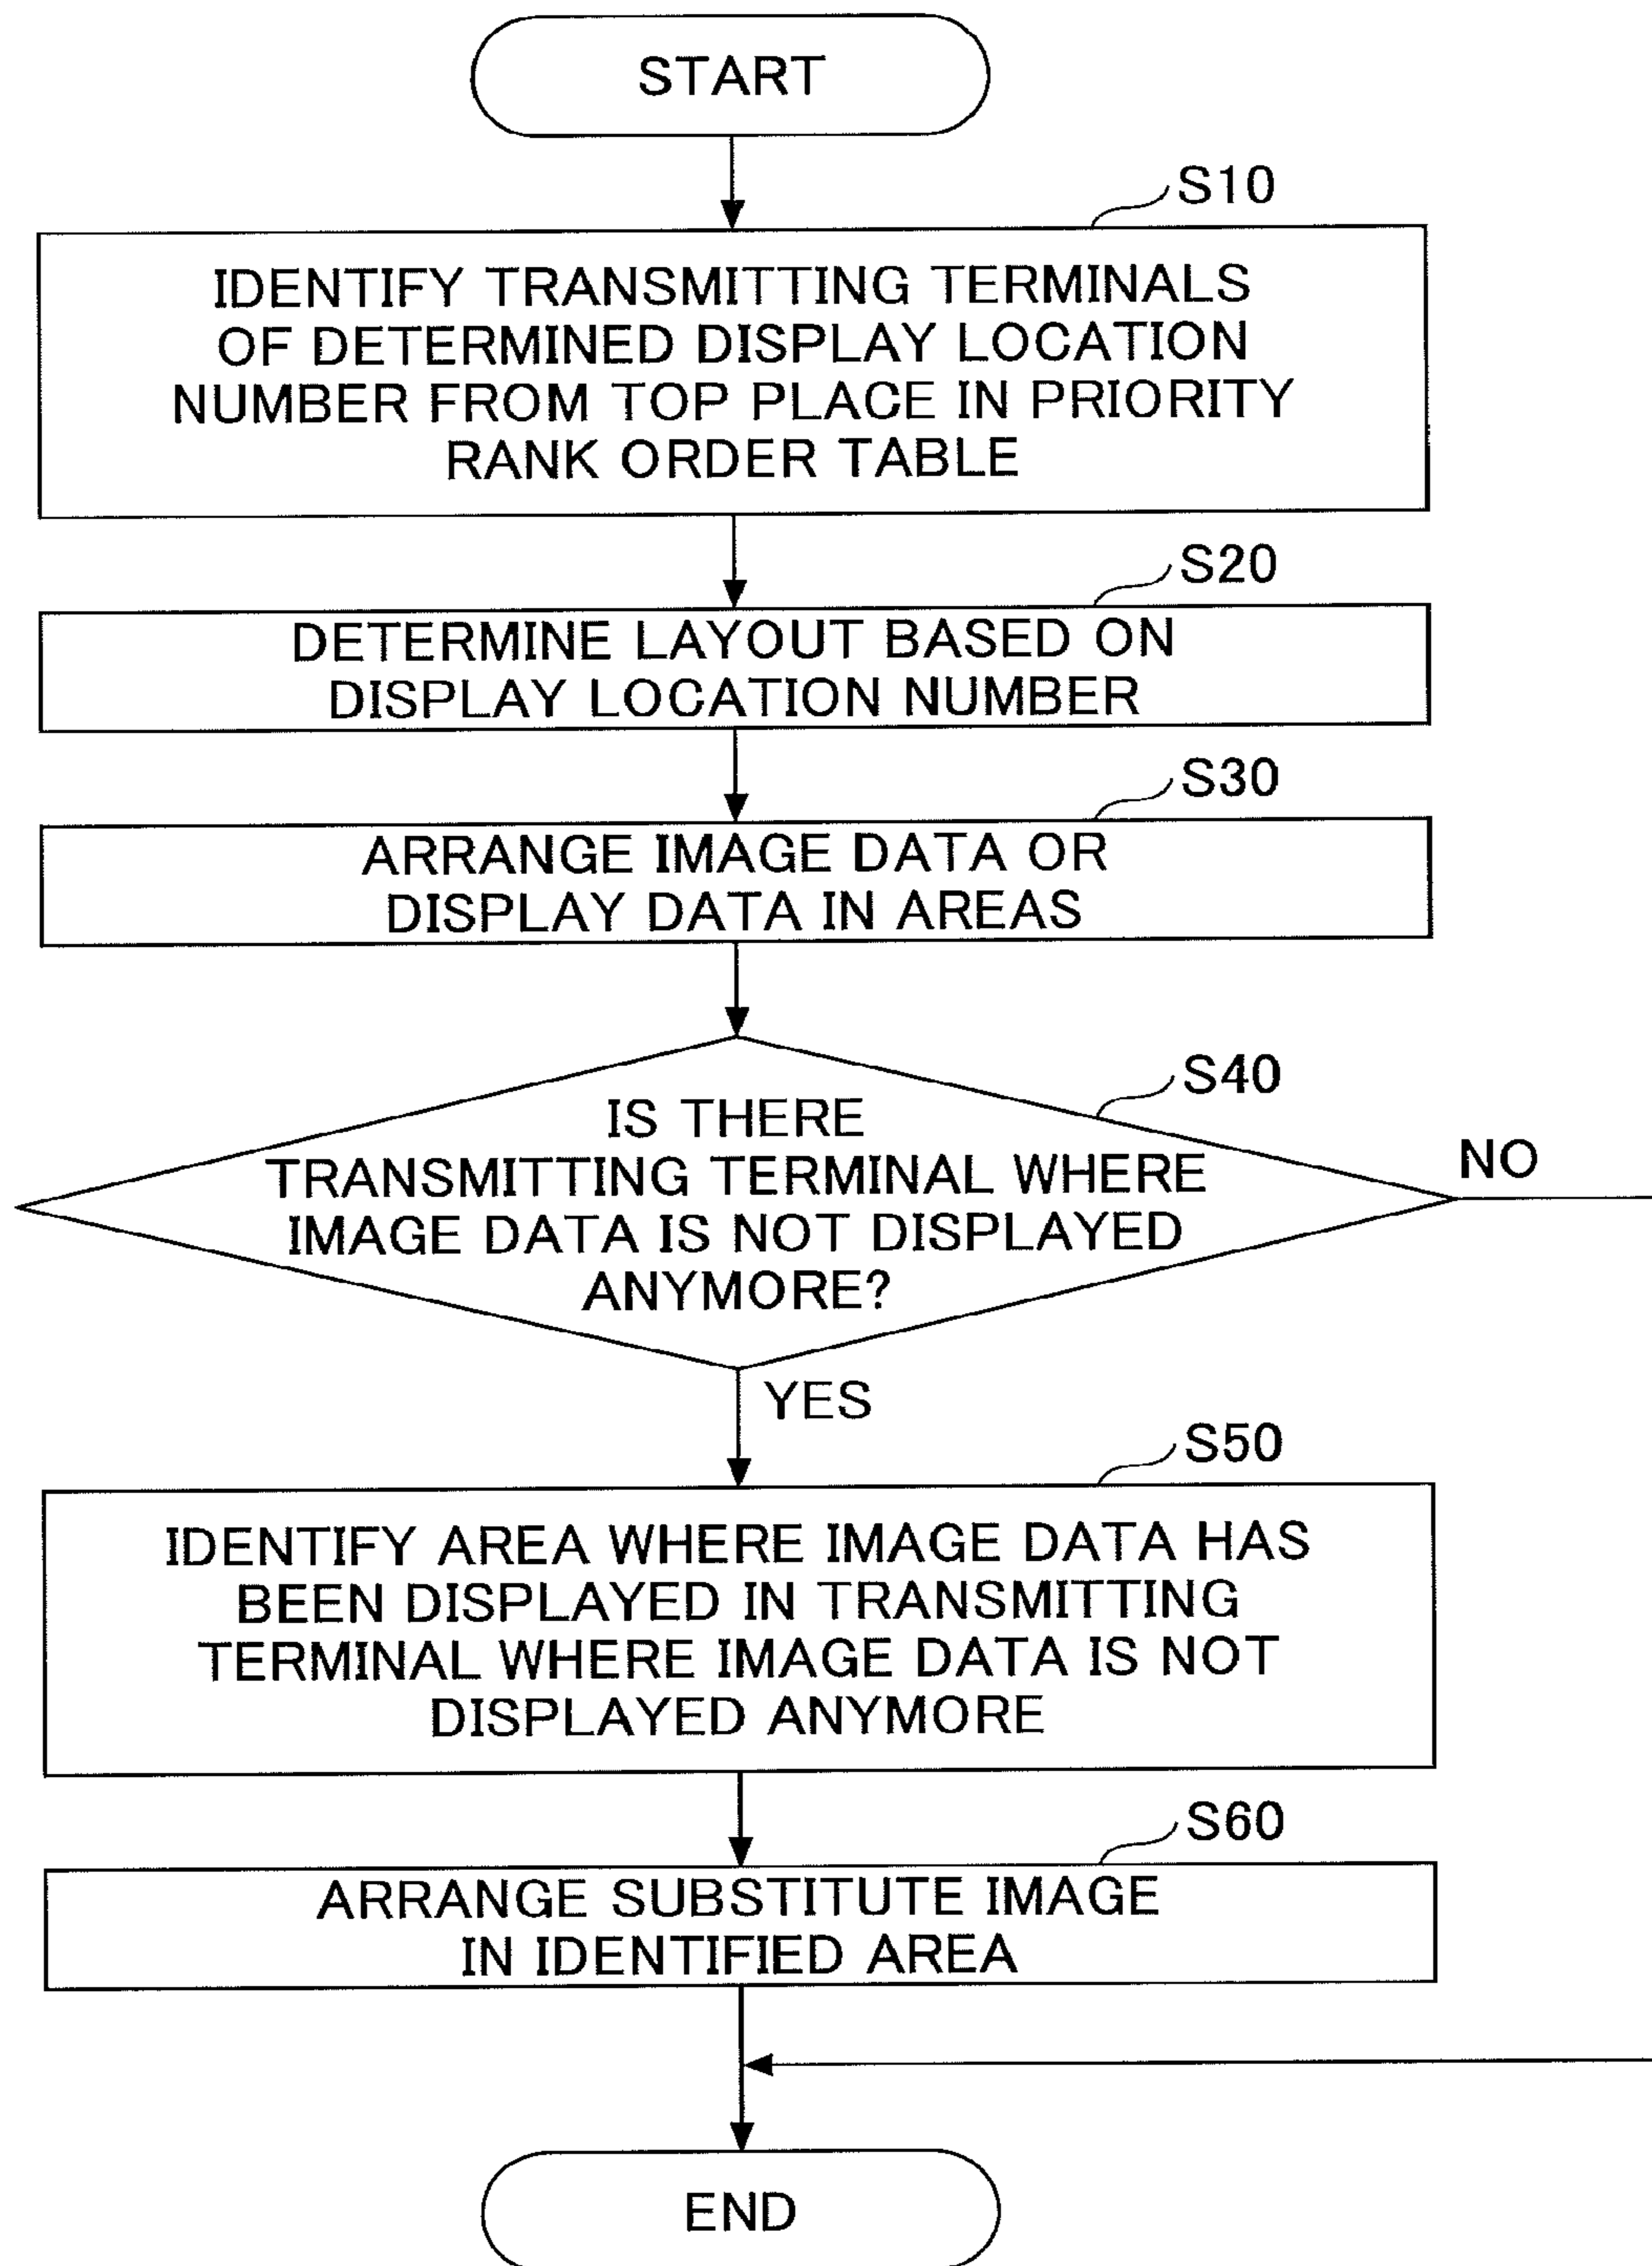 START
S10
IDENTIFY TRANSMITTING TERMINALS
OF DETERMINED DISPLAY LOCATION
NUMBER FROM TOP PLACE IN PRIORITY
RANK ORDER TABLE
S20
DETERMINE LAYOUT BASED ON
DISPLAY LOCATION NUMBER
S30
ARRANGE IMAGE DATA OR
DISPLAY DATA IN AREAS
S40
IS THERE
TRANSMITTING TERMINAL WHERE
IMAGE DATA IS NOT DISPLAYED
ANYMORE?
NO
YES
S50
IDENTIFY AREA WHERE IMAGE DATA HAS
BEEN DISPLAYED IN TRANSMITTING
TERMINAL WHERE IMAGE DATA IS NOT
DISPLAYED ANYMORE
S60
ARRANGE SUBSTITUTE IMAGE
IN IDENTIFIED AREA
END